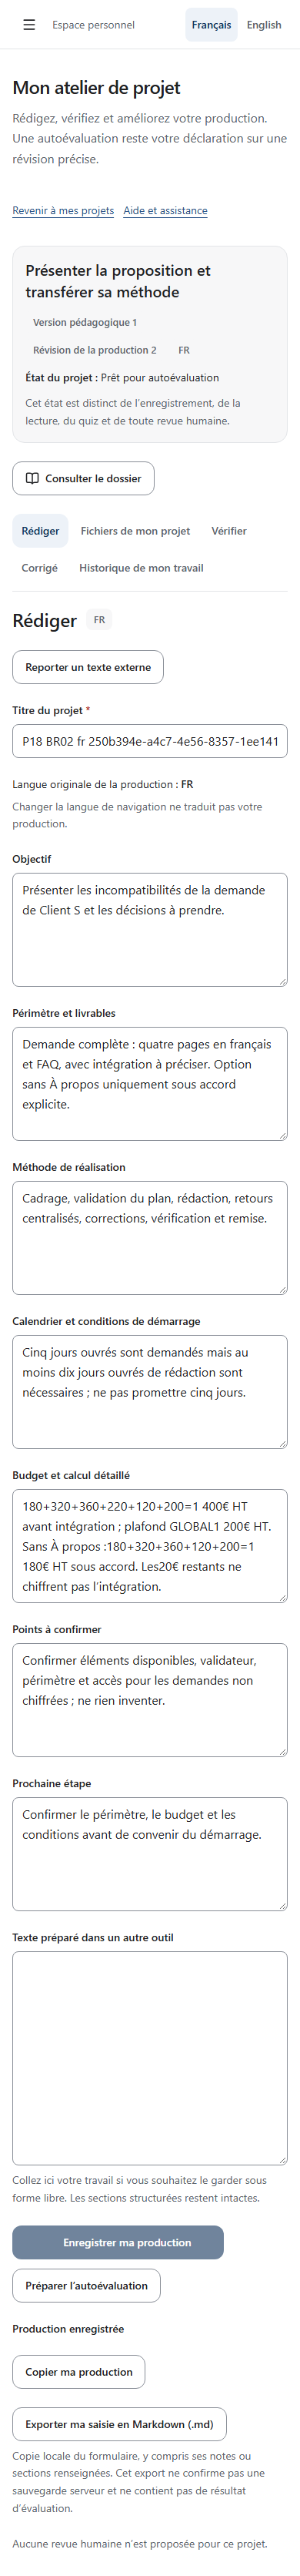 Espace personnel
Français
English
Mon atelier de projet
Rédigez, vérifiez et améliorez votre production.
Une autoévaluation reste votre déclaration sur une
révision précise.
Revenir à mes projets
Aide et assistance
Présenter la proposition et
transférer sa méthode
Version pédagogique 1
Révision de la production 2
FR
État du projet : Prêt pour autoévaluation
Cet état est distinct de l’enregistrement, de la
lecture, du quiz et de toute revue humaine.
Consulter le dossier
Rédiger
Fichiers de mon projet
Vérifier
Corrigé
Historique de mon travail
Rédiger
FR
Reporter un texte externe
Titre du projet *
P18 BR02 fr 250b394e-a4c7-4e56-8357-1ee141
Langue originale de la production : FR
Changer la langue de navigation ne traduit pas votre
production.
Objectif
Présenter les incompatibilités de la demande
de Client S et les décisions à prendre.
Périmètre et livrables
Demande complète : quatre pages en français
et FAQ, avec intégration à préciser. Option
sans À propos uniquement sous accord
explicite.
Méthode de réalisation
Cadrage, validation du plan, rédaction, retours
centralisés, corrections, vérification et remise.
Calendrier et conditions de démarrage
Cinq jours ouvrés sont demandés mais au
moins dix jours ouvrés de rédaction sont
nécessaires ; ne pas promettre cinq jours.
Budget et calcul détaillé
180+320+360+220+120+200=1 400€ HT
avant intégration ; plafond GLOBAL1 200€ HT.
Sans À propos :180+320+360+120+200=1
180€ HT sous accord. Les20€ restants ne
chiffrent pas l’intégration.
Points à confirmer
Confirmer éléments disponibles, validateur,
périmètre et accès pour les demandes non
chiffrées ; ne rien inventer.
Prochaine étape
Confirmer le périmètre, le budget et les
conditions avant de convenir du démarrage.
Texte préparé dans un autre outil
Collez ici votre travail si vous souhaitez le garder sous
forme libre. Les sections structurées restent intactes.
Enregistrer ma production
Préparer l’autoévaluation
Production enregistrée
Copier ma production
Exporter ma saisie en Markdown (.md)
Copie locale du formulaire, y compris ses notes ou
sections renseignées. Cet export ne confirme pas une
sauvegarde serveur et ne contient pas de résultat
d’évaluation.
Aucune revue humaine n’est proposée pour ce projet.